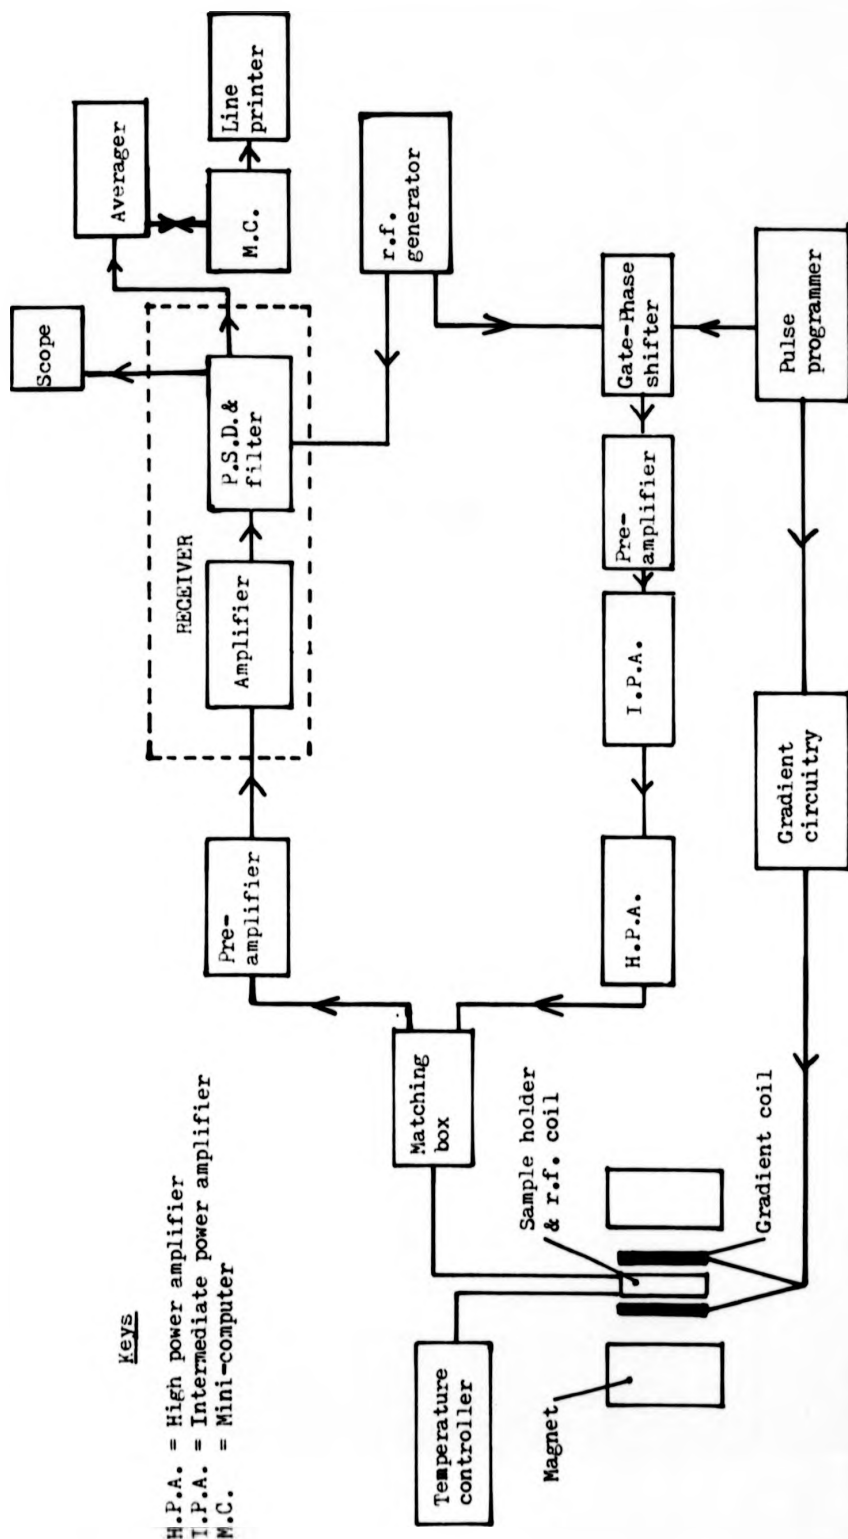 Keys
H.P.A. = High power amplifier
I.P.A. = Intermediate power amplifier
M.C. = Mini-computer
Scope
Averager
Line
printer
M.C.
RECEIVER
P.S.D.&
filter
Amplifier
Pre-
amplifier
r.f.
generator
Matching
box
Temperature
controller
Gate-Phase
shifter
Pre-
amplifier
I.P.A.
H.P.A.
Sample holder
& r.f. coil
Magnet
Gradient coil
Pulse
programmer
Gradient
circuitry